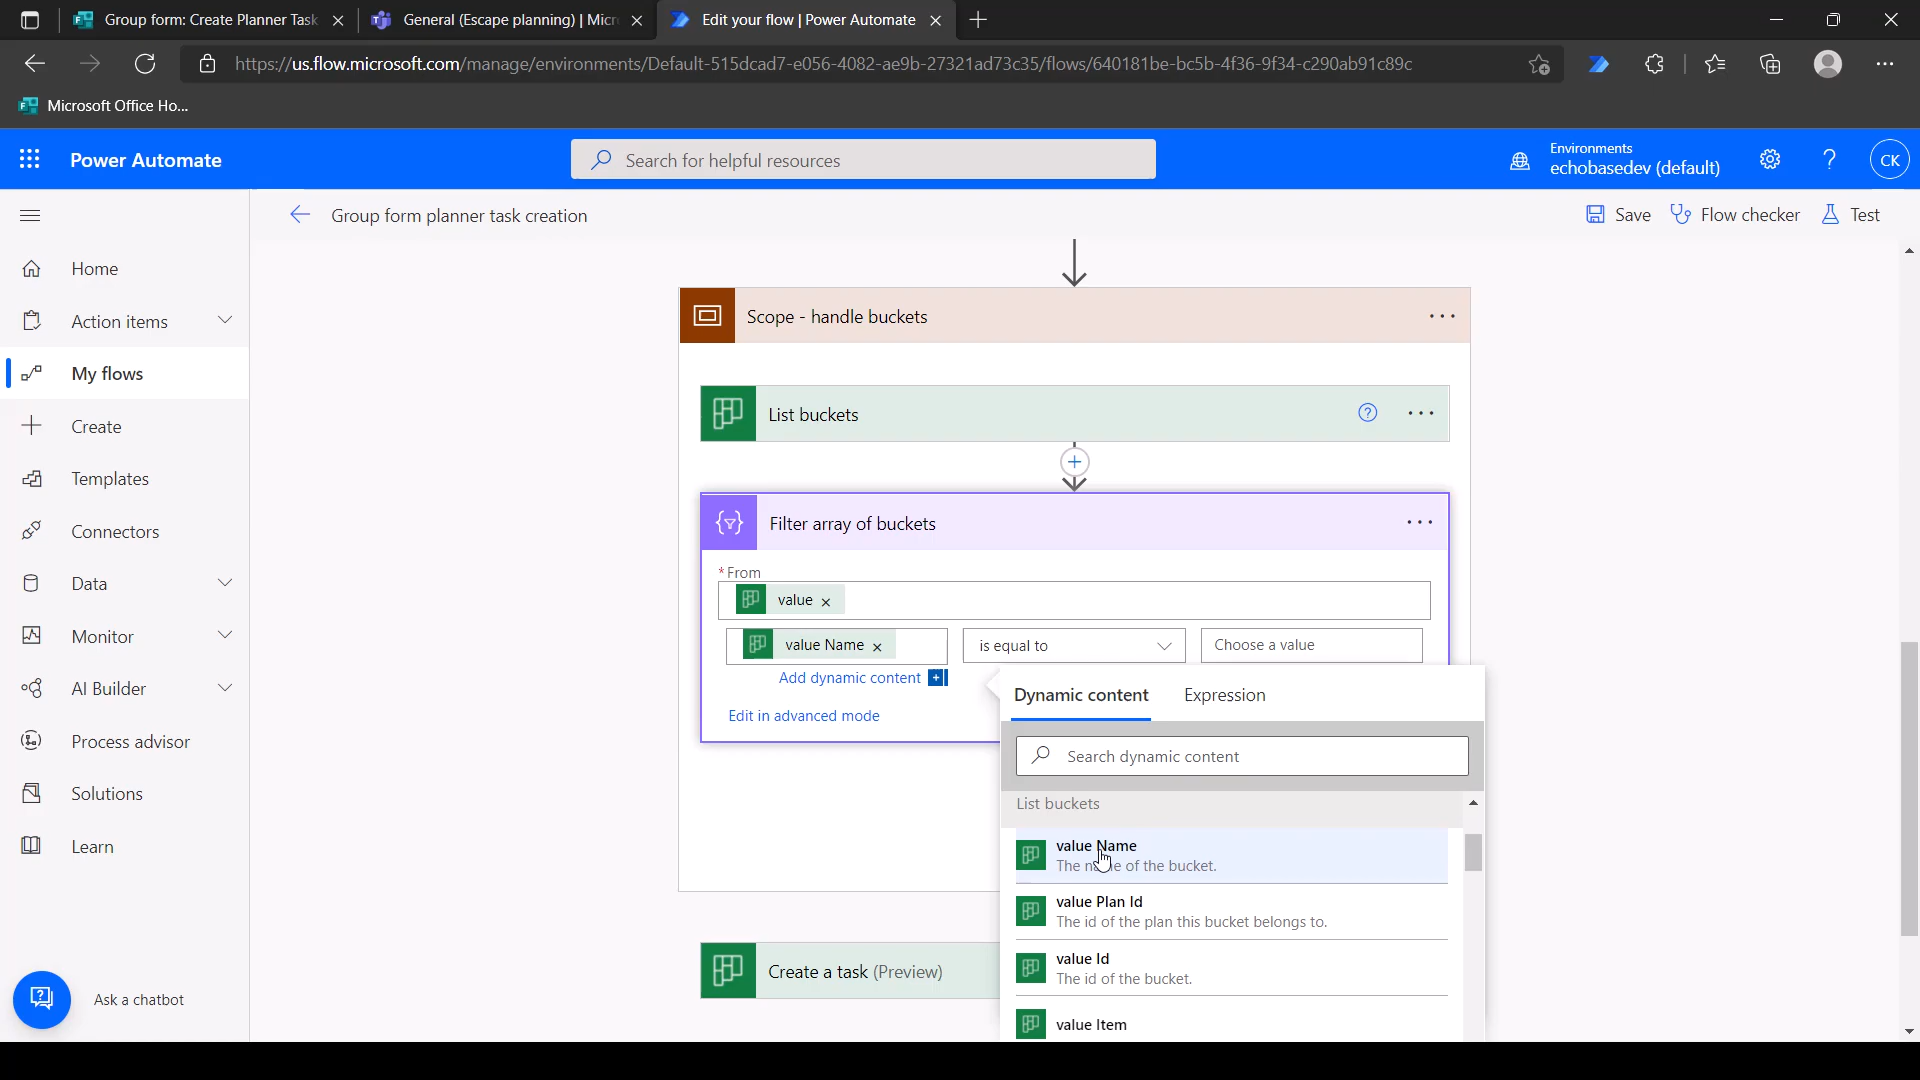 Group form: Create Planner Task
General (Escape planning) | Micr
Edit your flow | Power Automate
https://us.flow.microsoft.com/manage/environments/Default-515dcad7-e056-4082-ae9b-27321ad73c35/flows/640181be-bc5b-4f36-9f34-c290ab91c89c
Microsoft Office Ho...
Power Automate
Search for helpful resources
Environments
echobasedev (default)
CK
Group form planner task creation
Save
Flow checker
Test
Home
Action items
My flows
Create
Templates
Connectors
Data
Monitor
AI Builder
Process advisor
Solutions
Learn
Ask a chatbot
Scope - handle buckets
List buckets
Filter array of buckets
* From
value
value Name
is equal to
Choose a value
Add dynamic content
Edit in advanced mode
Create a task (Preview)
Dynamic content
Expression
Search dynamic content
List buckets
value Name
The name of the bucket.
value Plan Id
The id of the plan this bucket belongs to.
value Id
The id of the bucket.
value Item